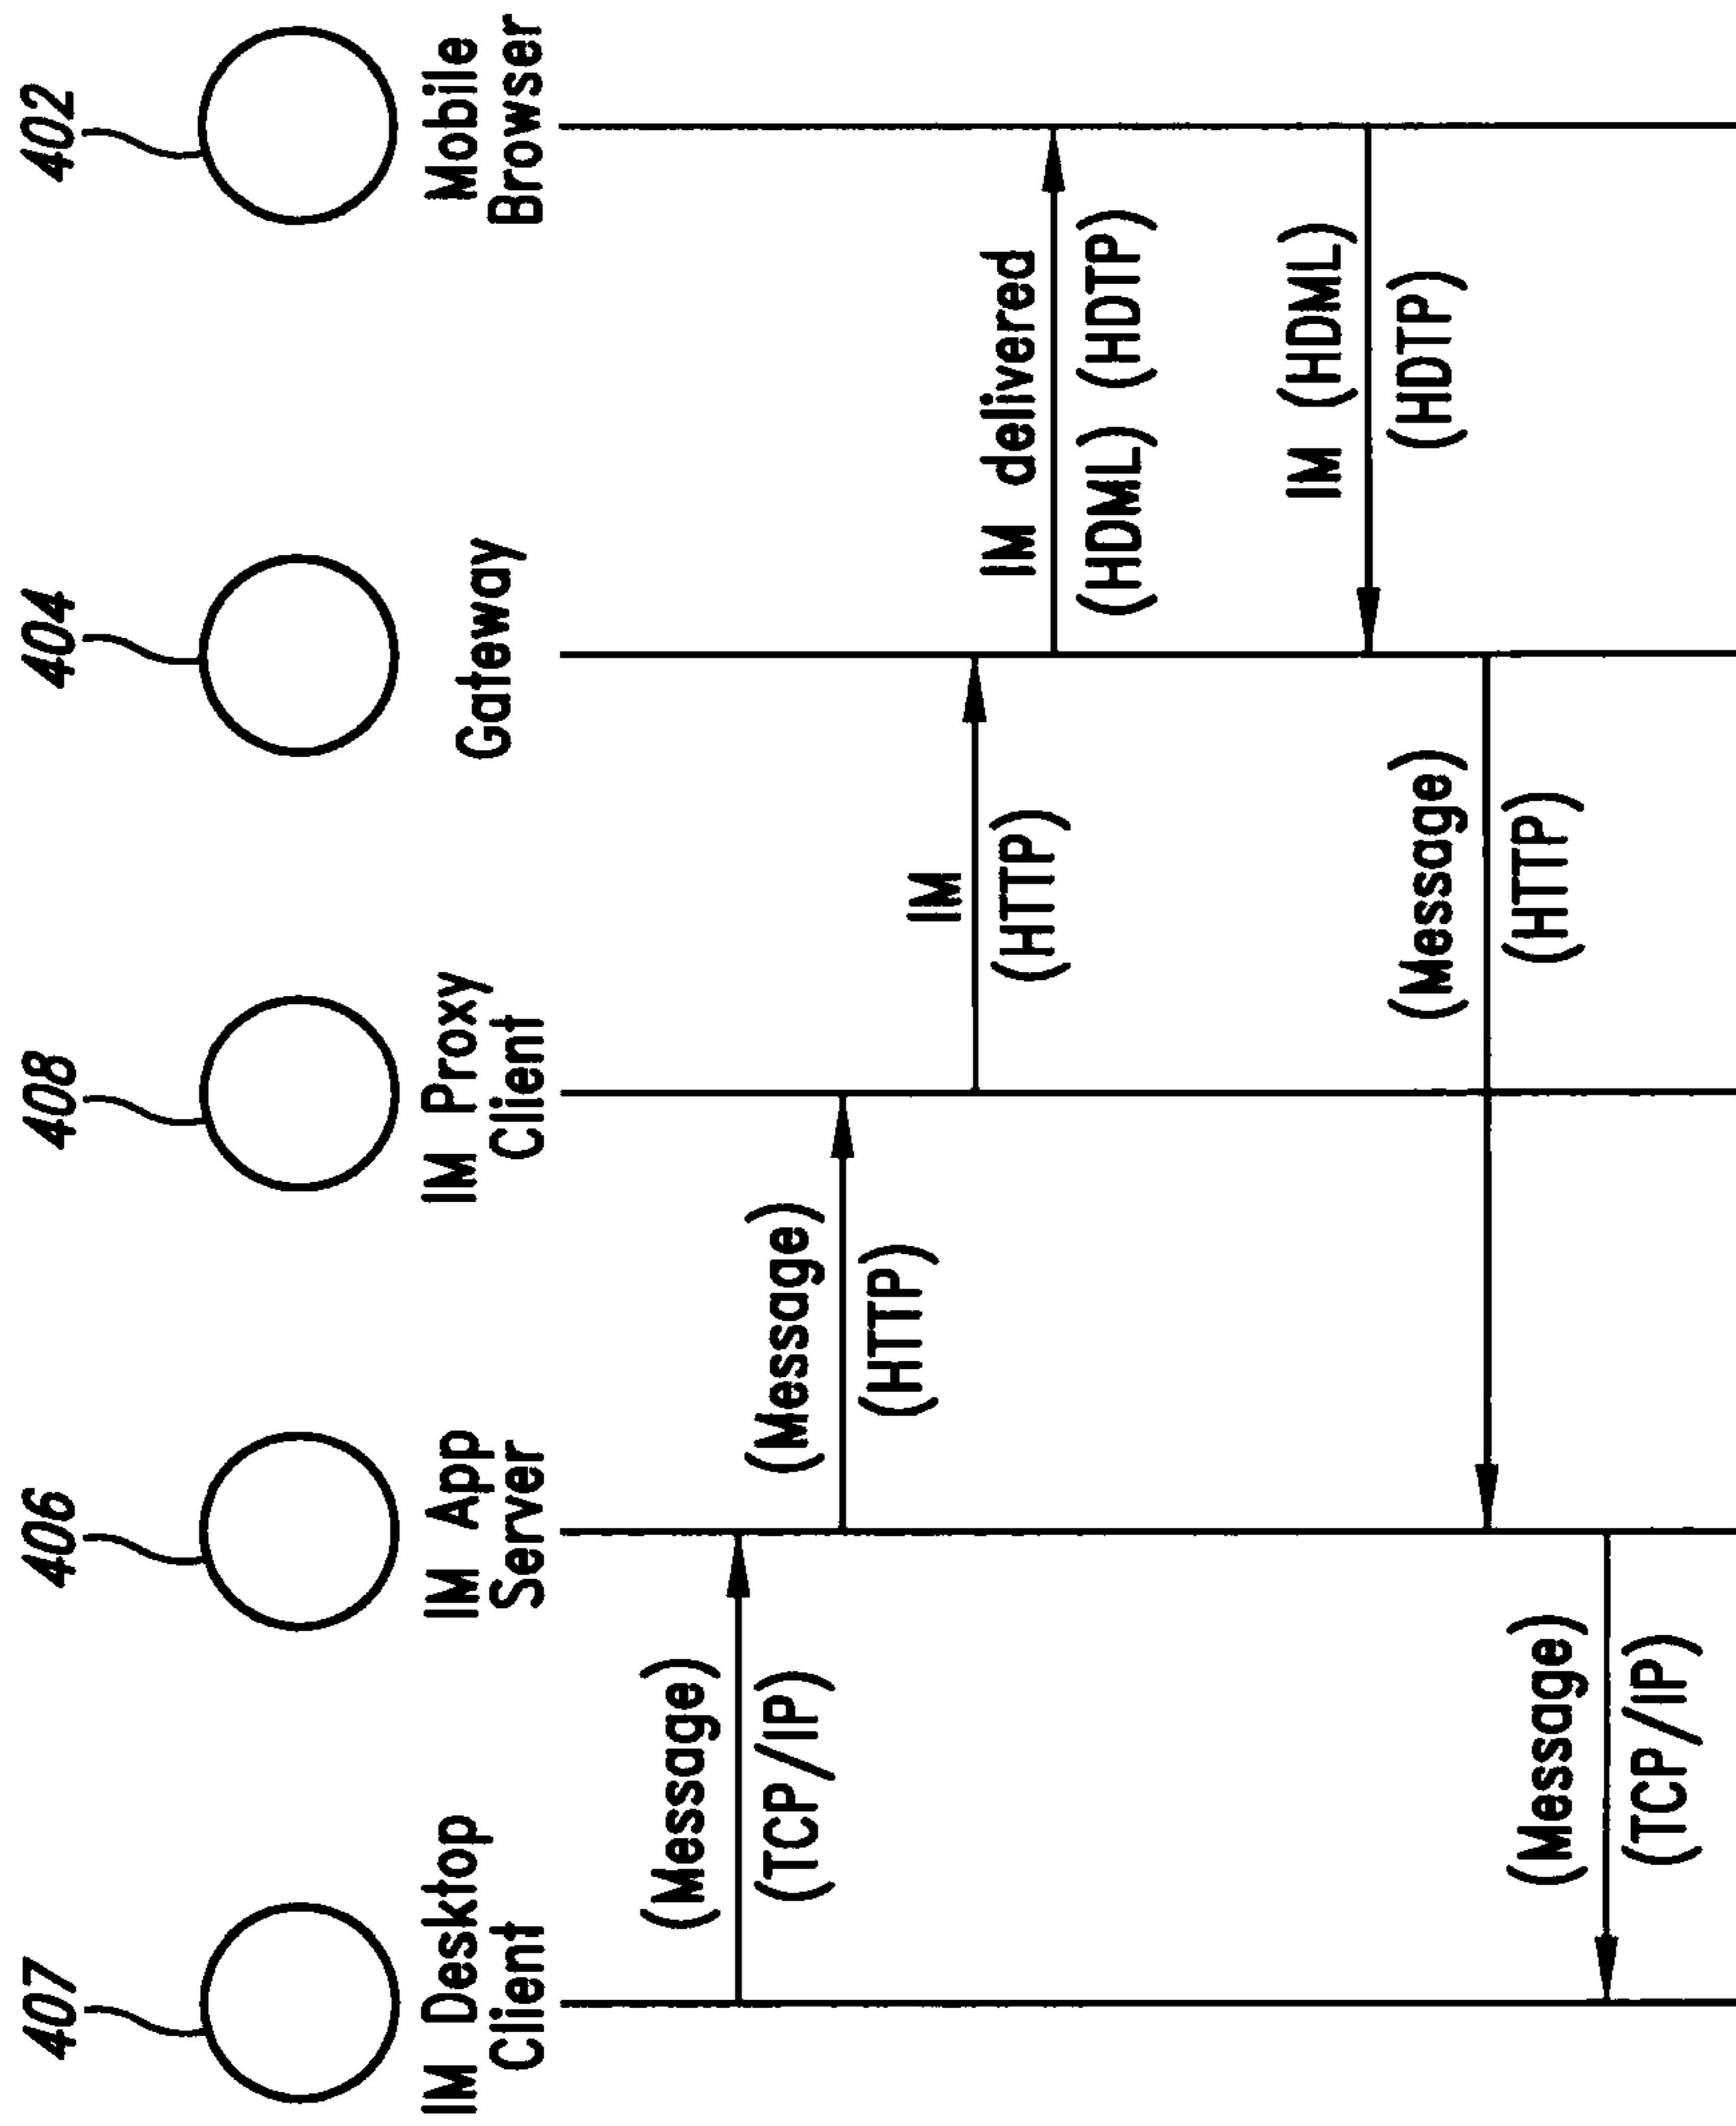 407
406
408
404
402
IM Desktop
Client
IM App
Server
IM Proxy
Client
Gateway
Mobile
Browser
(Message)
(TCP/IP)
(Message)
(HTTP)
IM
(HTTP)
IM delivered
(HDML) (HDTP)
IM (HDML)
(HDTP)
(Message)
(HTTP)
(Message)
(TCP/IP)